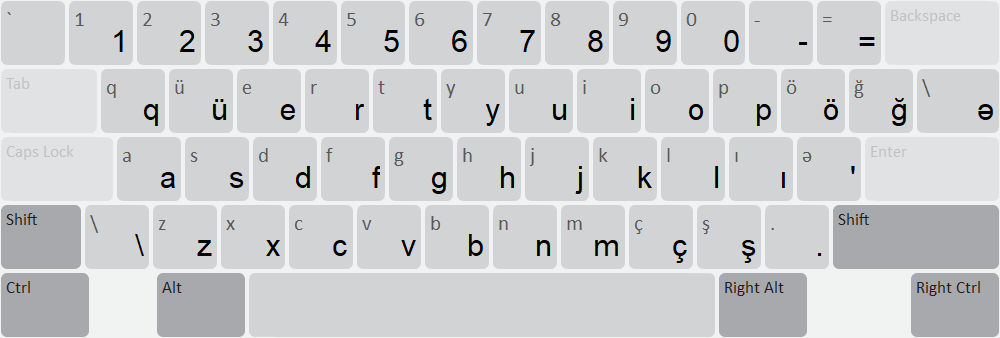 ` 1 1 2 2 3 3 4 4 5 5 6 6 7 7 8 8 9 9 0 0 - - = = Backspace
Tab q q ü ü e e r r t t y y u u i i o o p p ö ö ğ ğ \ ə
Caps Lock a a s s d d f f g g h h j j k k l l ı ı ə ' Enter
Shift \ \ z z x x c c v v b b n n m m ç ç ş ş . . Shift
Ctrl Alt Right Alt Right Ctrl